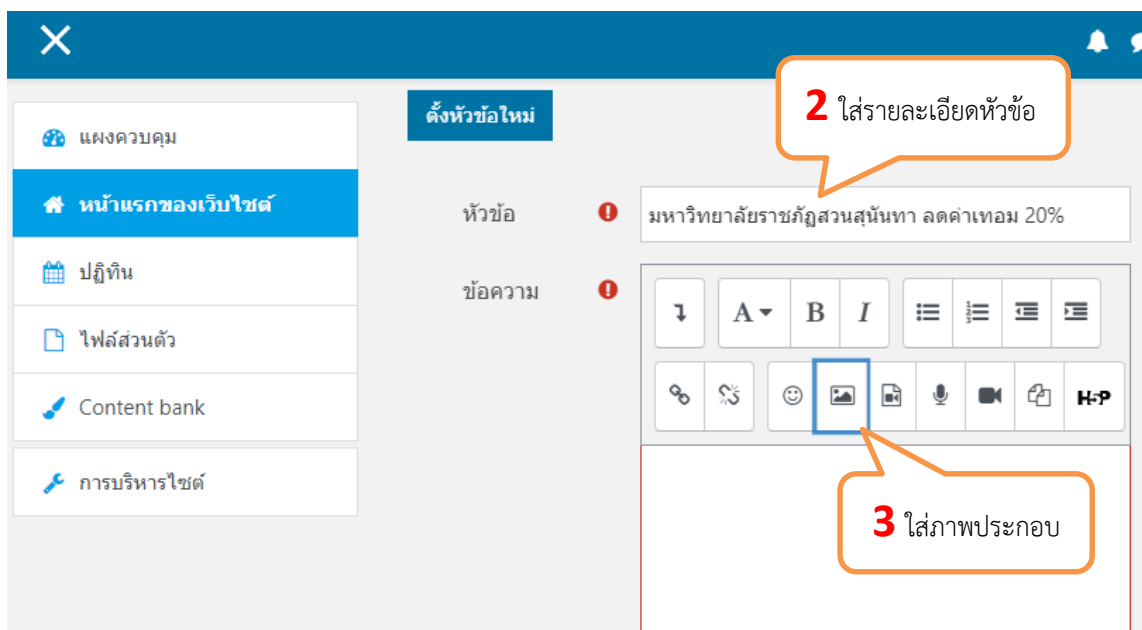 2 ใส่รายละเอียดหัวข้อ
ตั้งหัวข้อใหม่
แผงควบคุม
หน้าแรกของเว็บไซต์
ปฏิทิน
ไฟล์ส่วนตัว
Content bank
การบริหารไซต์
หัวข้อ
มหาวิทยาลัยราชภัฏสวนสุนันทา ลดค่าเทอม 20%
ข้อความ
A B I
H5P
3 ใส่ภาพประกอบ